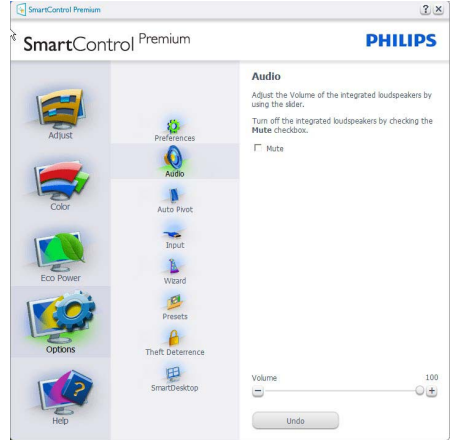 SmartControl Premium
SmartControl Premium
PHILIPS
Adjust
Color
Eco Power
Options
Help
Preferences
Audio
Auto Pivot
Input
Wizard
Presets
Theft Deterrence
SmartDesktop
Audio
Adjust the Volume of the integrated loudspeakers by
using the slider.
Turn off the integrated loudspeakers by checking the
Mute checkbox.
Mute
Volume 100
Undo